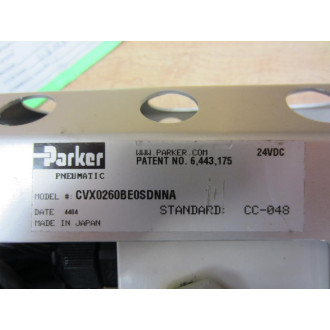 Parker
PNEUMATIC
WWW.PARKER.COM
PATENT NO. 6,443,175
24VDC
MODEL #: CVX0260BE0SDNNA
DATE 4404
STANDARD: CC-048
MADE IN JAPAN